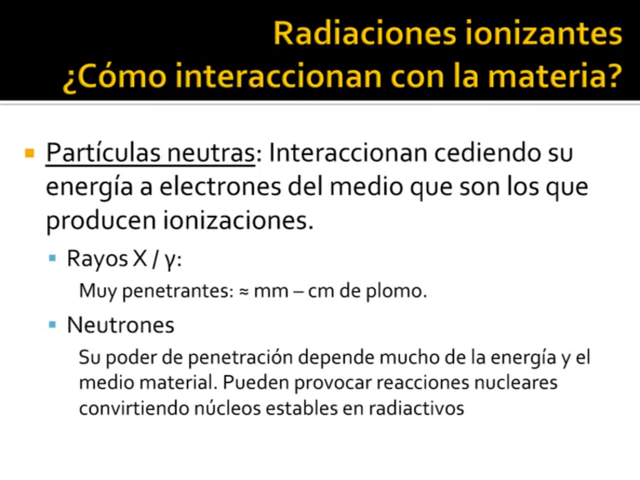 Radiaciones ionizantes
¿Cómo interaccionan con la materia?
Partículas neutras: Interaccionan cediendo su
energía a electrones del medio que son los que
producen ionizaciones.
Rayos X / γ:
Muy penetrantes: ≈ mm – cm de plomo.
Neutrones
Su poder de penetración depende mucho de la energía y el
medio material. Pueden provocar reacciones nucleares
convirtiendo núcleos estables en radiactivos